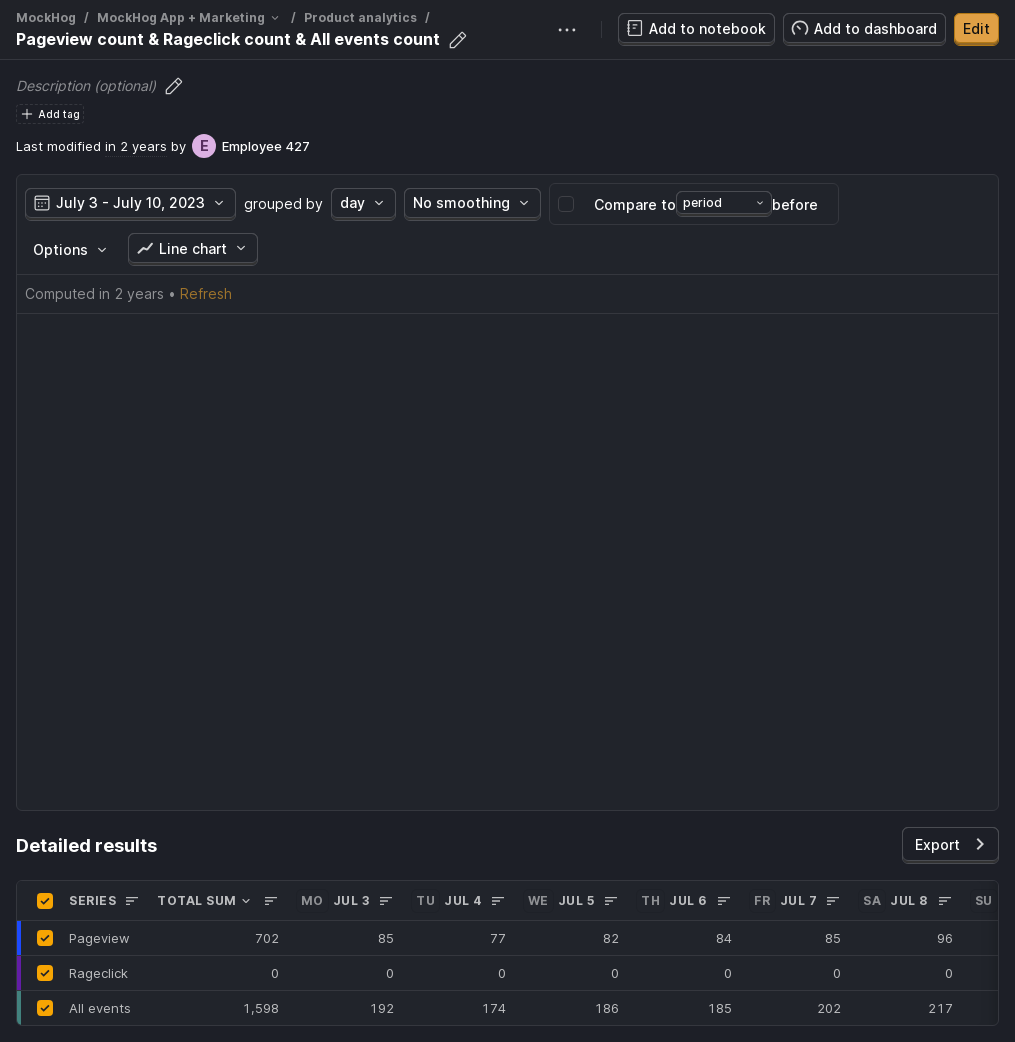 MockHog / MockHog App + Marketing / Product analytics /
Pageview count & Rageclick count & All events count
Add to notebook
Add to dashboard
Edit
Description (optional)
Add tag
Last modified in 2 years by E Employee 427
July 3 - July 10, 2023 grouped by day No smoothing Compare to period before
Options Line chart
Computed in 2 years • Refresh
Detailed results
Export
SERIES TOTAL SUM MO JUL 3 TU JUL 4 WE JUL 5 TH JUL 6 FR JUL 7 SA JUL 8 SU
Pageview 702 85 77 82 84 85 96
Rageclick 0 0 0 0 0 0 0
All events 1,598 192 174 186 185 202 217